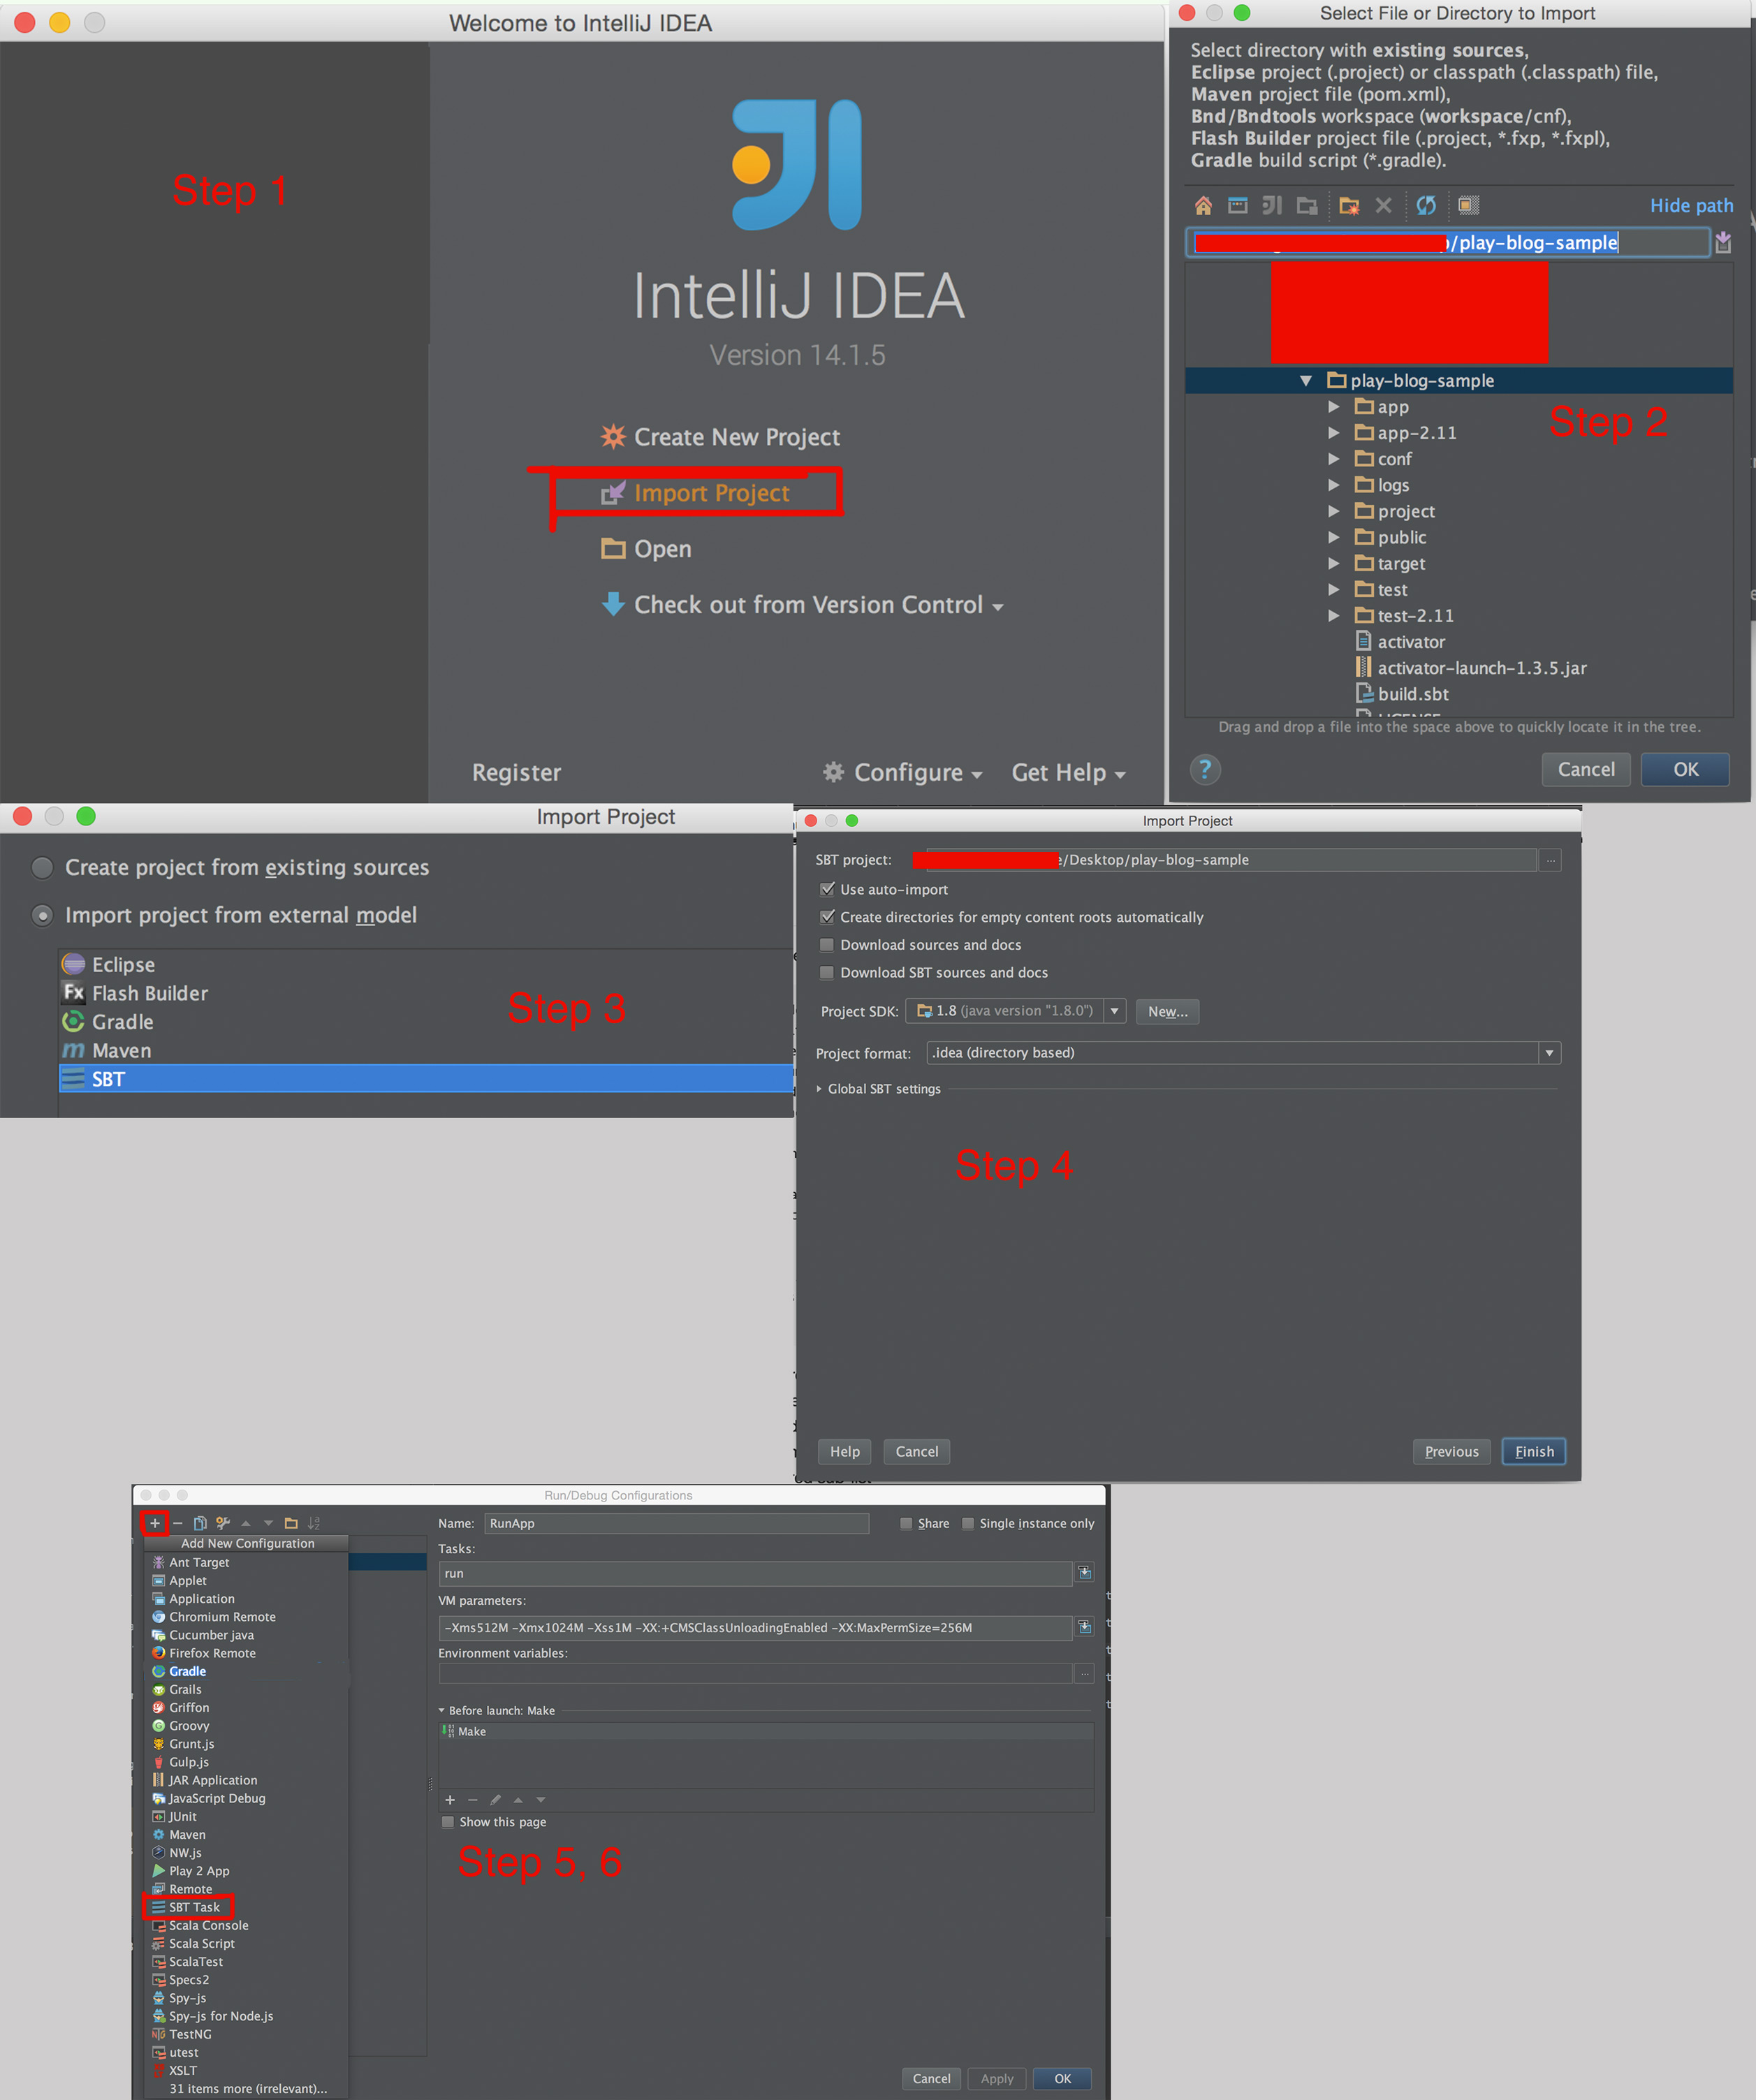 Welcome to IntelliJ IDEA
Step 1
IntelliJ IDEA
Version 14.1.5
Create New Project
Import Project
Open
Check out from Version Control
Register
Configure
Get Help
Select File or Directory to Import
Select directory with existing sources,
Eclipse project (.project) or classpath (.classpath) file,
Maven project file (pom.xml),
Bnd/Bndtools workspace (workspace/cnf),
Flash Builder project file (.project, *.fxp, *.fxpl),
Gradle build script (*.gradle).
Hide path
/play-blog-sample
play-blog-sample
Step 2
app
app-2.11
conf
logs
project
public
target
test
test-2.11
activator
activator-launch-1.3.5.jar
build.sbt
Drag and drop a file into the space above to quickly locate it in the tree.
?
Cancel
OK
Import Project
Create project from existing sources
Import project from external model
Eclipse
Fx Flash Builder
Gradle
m Maven
SBT
Step 3
Import Project
SBT project:
/Desktop/play-blog-sample
...
Use auto-import
Create directories for empty content roots automatically
Download sources and docs
Download SBT sources and docs
Project SDK: 1.8 (java version "1.8.0") New...
Project format: .idea (directory based)
Global SBT settings
Step 4
Help Cancel Previous Finish
Run/Debug Configurations
Add New Configuration
Ant Target
Applet
Application
Chromium Remote
Cucumber java
Firefox Remote
Gradle
Grails
Griffon
Groovy
Grunt.js
Gulp.js
JAR Application
JavaScript Debug
JUnit
Maven
NW.js
Play 2 App
Remote
SBT Task
Scala Console
Scala Script
ScalaTest
Specs2
Spy-js
Spy-js for Node.js
TestNG
utest
XSLT
31 items more (irrelevant)...
Name: RunApp
Share
Single instance only
Tasks:
run
VM parameters:
-Xms512M -Xmx1024M -Xss1M -XX:+CMSClassUnloadingEnabled -XX:MaxPermSize=256M
Environment variables:
...
Before launch: Make
Make
Show this page
Step 5, 6
Cancel Apply OK